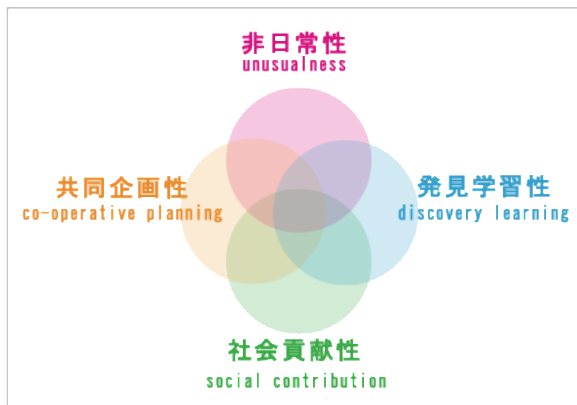 非日常性
unusualness
共同企画性
co-operative planning
発見学習性
discovery learning
社会貢献性
social contribution